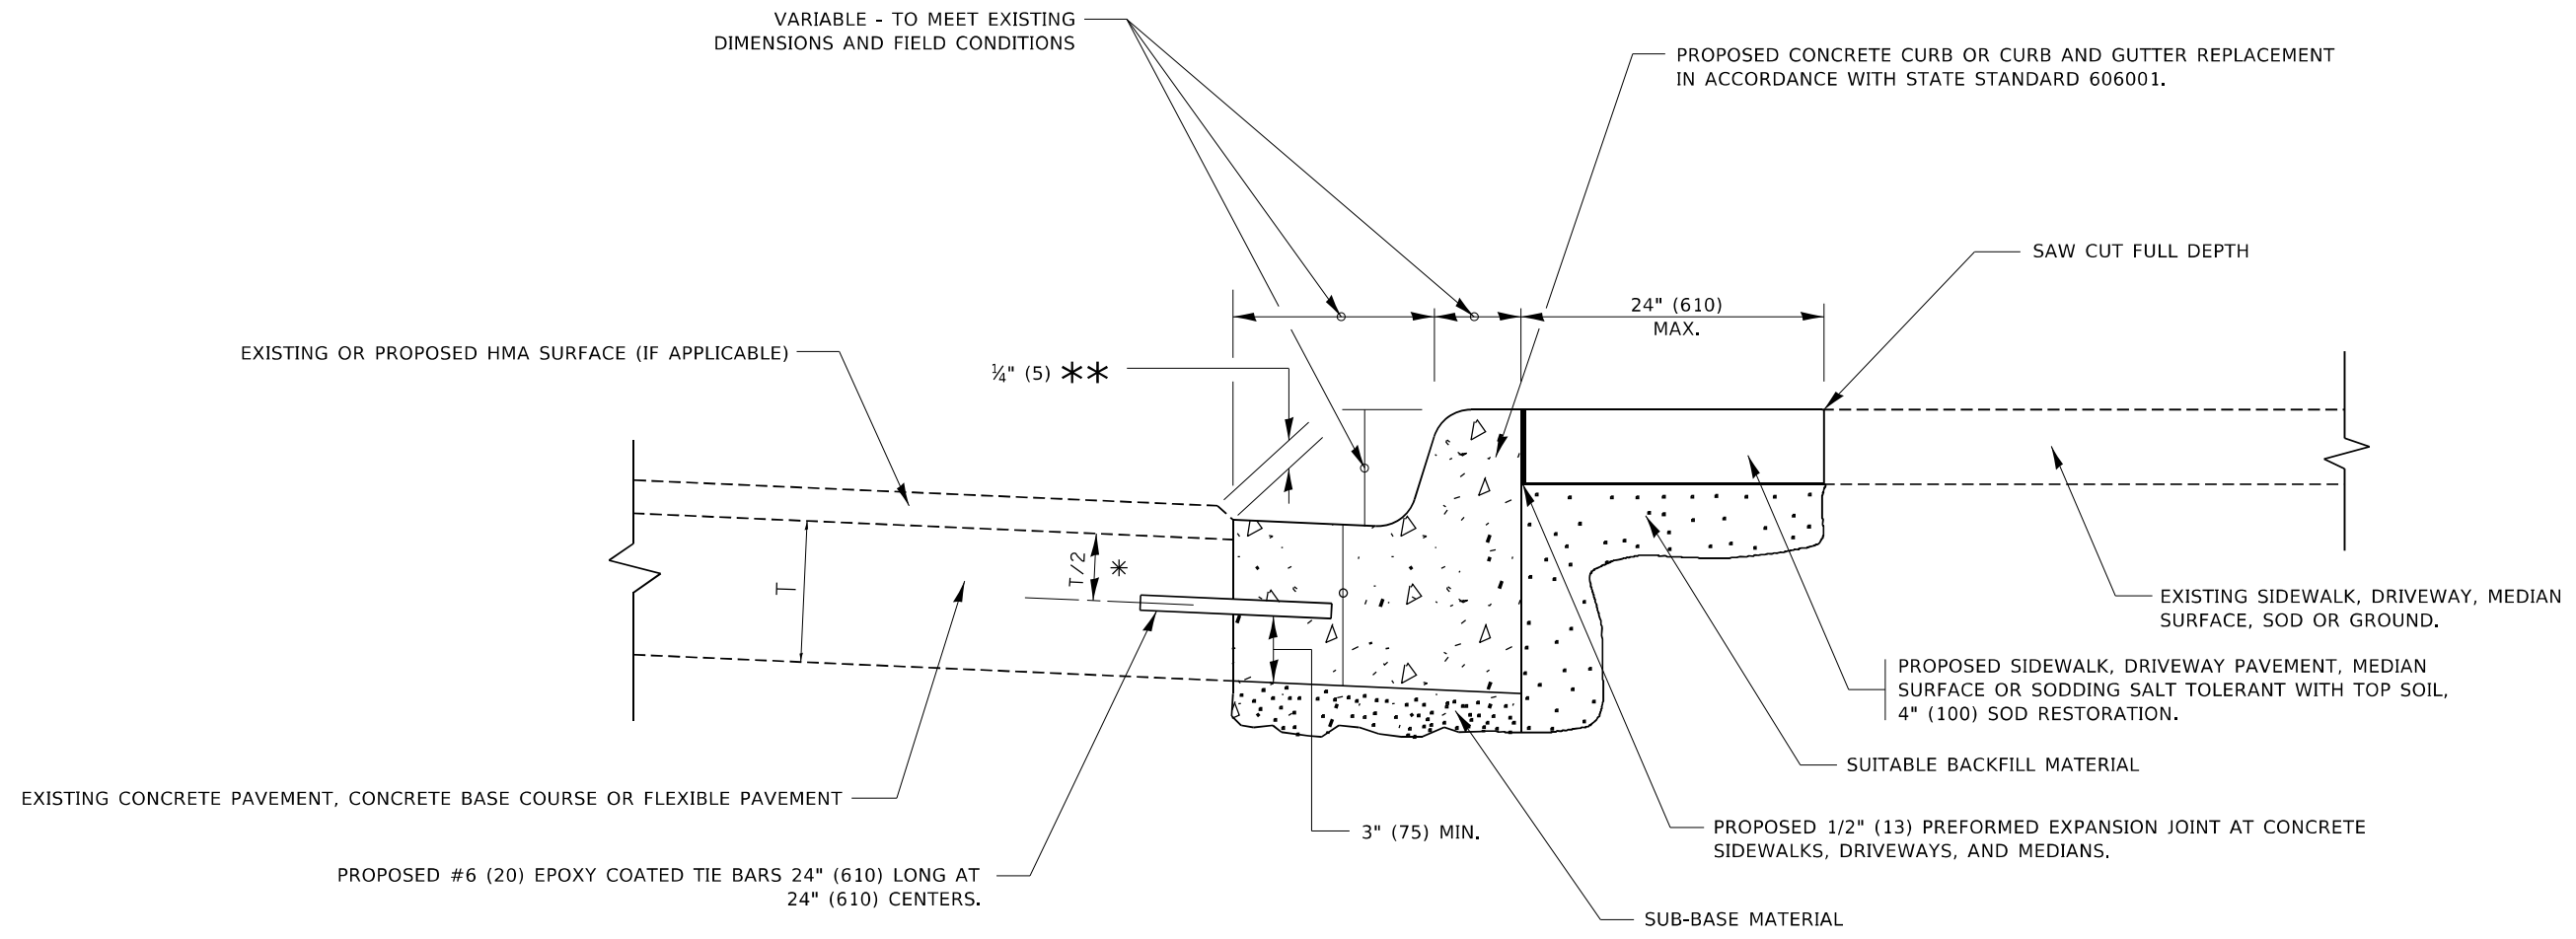 VARIABLE - TO MEET EXISTING
DIMENSIONS AND FIELD CONDITIONS
PROPOSED CONCRETE CURB OR CURB AND GUTTER REPLACEMENT
IN ACCORDANCE WITH STATE STANDARD 606001.
SAW CUT FULL DEPTH
24" (610)
MAX.
EXISTING OR PROPOSED HMA SURFACE (IF APPLICABLE)
¼" (5) **
T
T/2 *
EXISTING SIDEWALK, DRIVEWAY, MEDIAN
SURFACE, SOD OR GROUND.
PROPOSED SIDEWALK, DRIVEWAY PAVEMENT, MEDIAN
SURFACE OR SODDING SALT TOLERANT WITH TOP SOIL,
4" (100) SOD RESTORATION.
SUITABLE BACKFILL MATERIAL
EXISTING CONCRETE PAVEMENT, CONCRETE BASE COURSE OR FLEXIBLE PAVEMENT
3" (75) MIN.
PROPOSED 1/2" (13) PREFORMED EXPANSION JOINT AT CONCRETE
SIDEWALKS, DRIVEWAYS, AND MEDIANS.
PROPOSED #6 (20) EPOXY COATED TIE BARS 24" (610) LONG AT
24" (610) CENTERS.
SUB-BASE MATERIAL